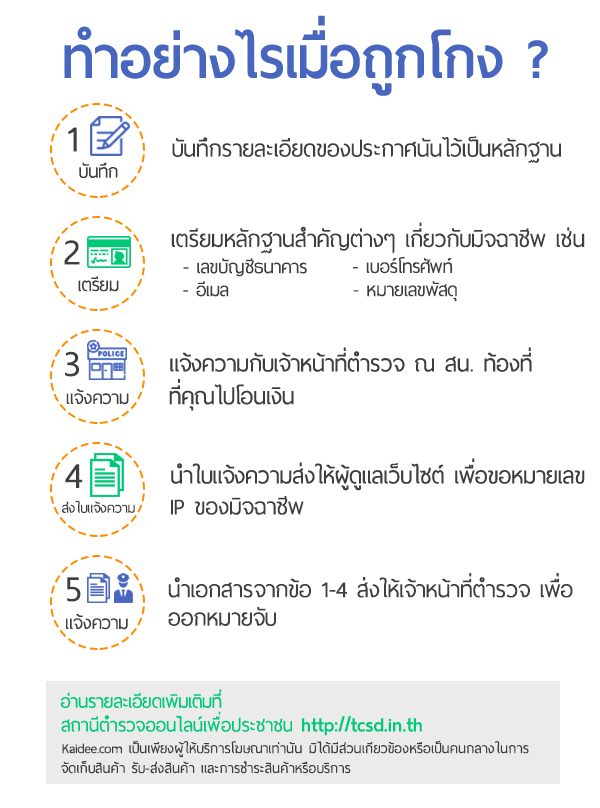 ทำอย่างไรเมื่อถูกโกง ?
1
บันทึก
บันทึกรายละเอียดของประกาศนั้นไว้เป็นหลักฐาน
2
เตรียม
เตรียมหลักฐานสำคัญต่างๆ เกี่ยวกับมิจฉาชีพ เช่น
- เลขบัญชีธนาคาร - เบอร์โทรศัพท์
- อีเมล - หมายเลขพัสดุ
POLICE
3
แจ้งความ
แจ้งความกับเจ้าหน้าที่ตำรวจ ณ สน. ท้องที่
ที่คุณไปโอนเงิน
4
ส่งใบแจ้งความ
นำใบแจ้งความส่งให้ผู้ดูแลเว็บไซต์ เพื่อขอหมายเลข
IP ของมิจฉาชีพ
5
แจ้งความ
นำเอกสารจากข้อ 1-4 ส่งให้เจ้าหน้าที่ตำรวจ เพื่อ
ออกหมายจับ
อ่านรายละเอียดเพิ่มเติมที่
สถานีตำรวจออนไลน์เพื่อประชาชน http://tcsd.in.th
Kaidee.com เป็นเพียงผู้ให้บริการโฆษณาเท่านั้น มิได้มีส่วนเกี่ยวข้องหรือเป็นคนกลางในการ
จัดเก็บสินค้า รับ-ส่งสินค้า และการชำระสินค้าหรือบริการ